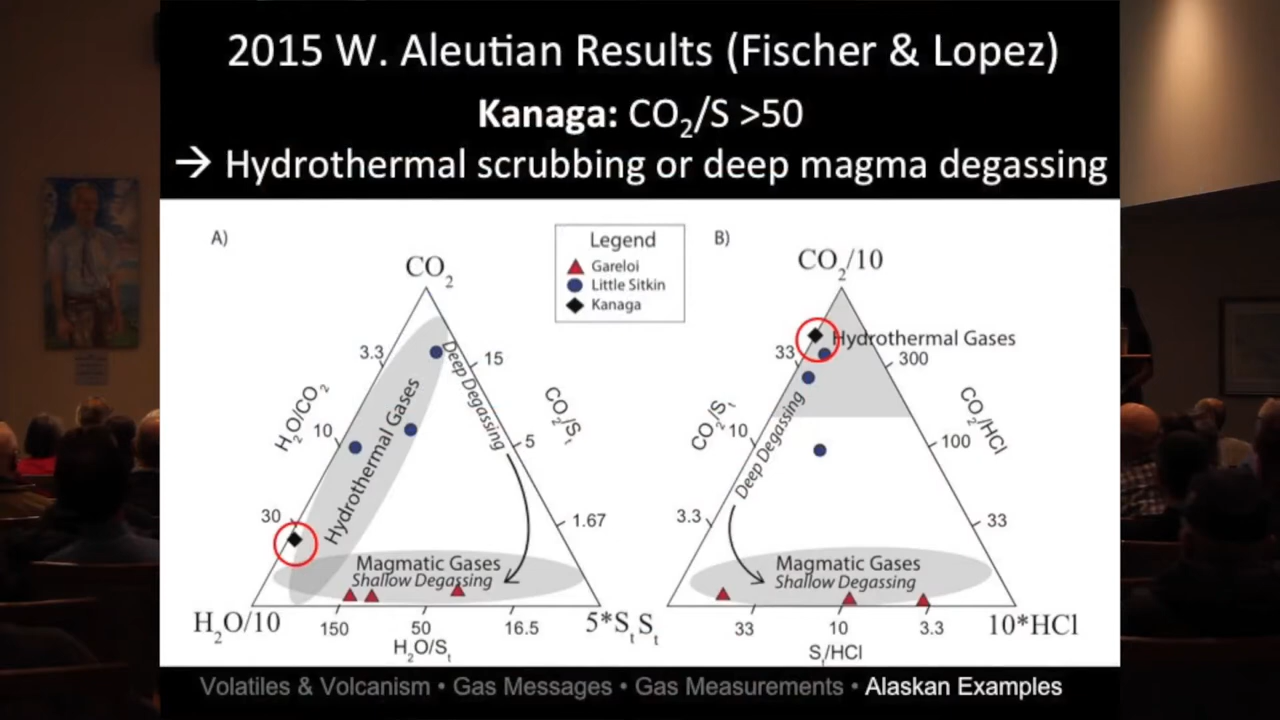 2015 W. Aleutian Results (Fischer & Lopez)
Kanaga: CO₂/S >50
→ Hydrothermal scrubbing or deep magma degassing
A)
Legend
Gareloi
Little Sitkin
Kanaga
CO₂
3.3
15
H₂O/CO₂
CO₂/Sₜ
Deep Degassing
Hydrothermal Gases
10
5
30
1.67
Magmatic Gases
Shallow Degassing
H₂O/10
150
50
16.5
5*Sₜ
H₂O/Sₜ
B)
CO₂/10
Hydrothermal Gases
33
300
CO₂/Sₜ
CO₂/HCl
10
100
Deep Degassing
3.3
33
Magmatic Gases
Shallow Degassing
Sₜ
33
10
3.3
10*HCl
Sₜ/HCl
Volatiles & Volcanism • Gas Messages • Gas Measurements • Alaskan Examples